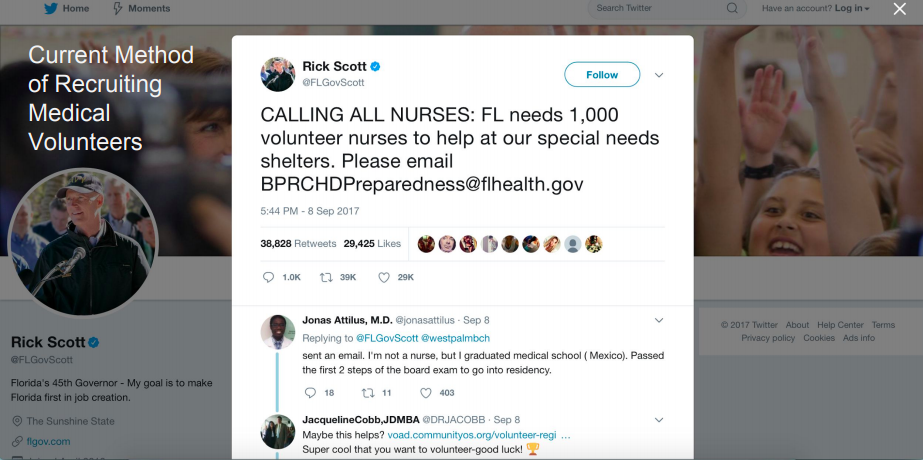 Home
Moments
Search Twitter
Have an account? Log in
Current Method
of Recruiting
Medical
Volunteers
Rick Scott
@FLGovScott
Follow
CALLING ALL NURSES: FL needs 1,000
volunteer nurses to help at our special needs
shelters. Please email
BPRCHDPreparedness@flhealth.gov
5:44 PM - 8 Sep 2017
38,828 Retweets 29,425 Likes
1.0K 39K 29K
Jonas Attilus, M.D. @jonasattilus · Sep 8
Replying to @FLGovScott @westpalmbch
sent an email. I'm not a nurse, but I graduated medical school ( Mexico). Passed
the first 2 steps of the board exam to go into residency.
18 11 403
JacquelineCobb,JDMBA @DRJACOBB · Sep 8
Maybe this helps? voad.communityos.org/volunteer-regi …
Super cool that you want to volunteer-good luck! 🏆
Rick Scott
@FLGovScott
Florida's 45th Governor - My goal is to make
Florida first in job creation.
The Sunshine State
flgov.com
© 2017 Twitter About Help Center Terms
Privacy policy Cookies Ads info